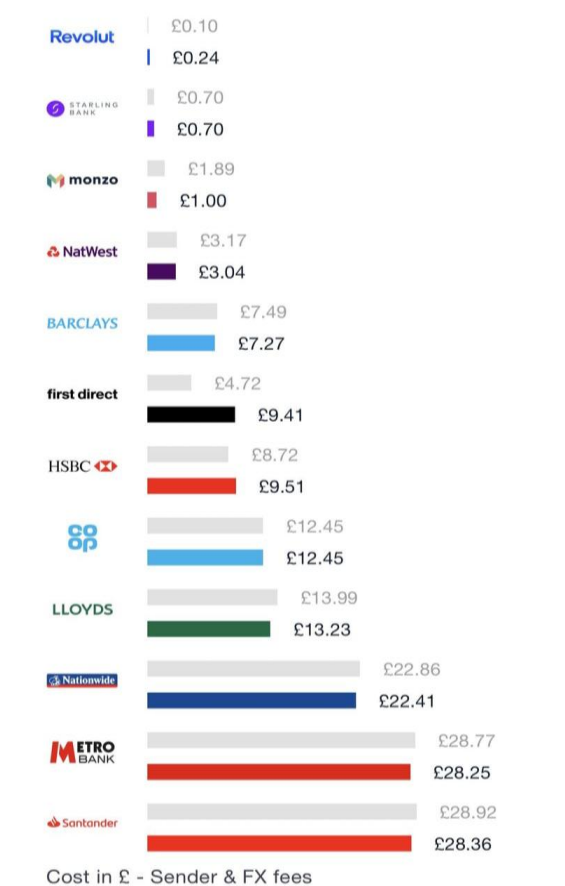 £0.10
Revolut
£0.24
£0.70
STARLING
BANK
£0.70
£1.89
monzo
£1.00
£3.17
NatWest
£3.04
£7.49
BARCLAYS
£7.27
£4.72
first direct
£9.41
£8.72
HSBC
£9.51
£12.45
co
op
£12.45
£13.99
LLOYDS
£13.23
£22.86
Nationwide
£22.41
£28.77
METRO
BANK
£28.25
£28.92
Santander
£28.36
Cost in £ - Sender & FX fees